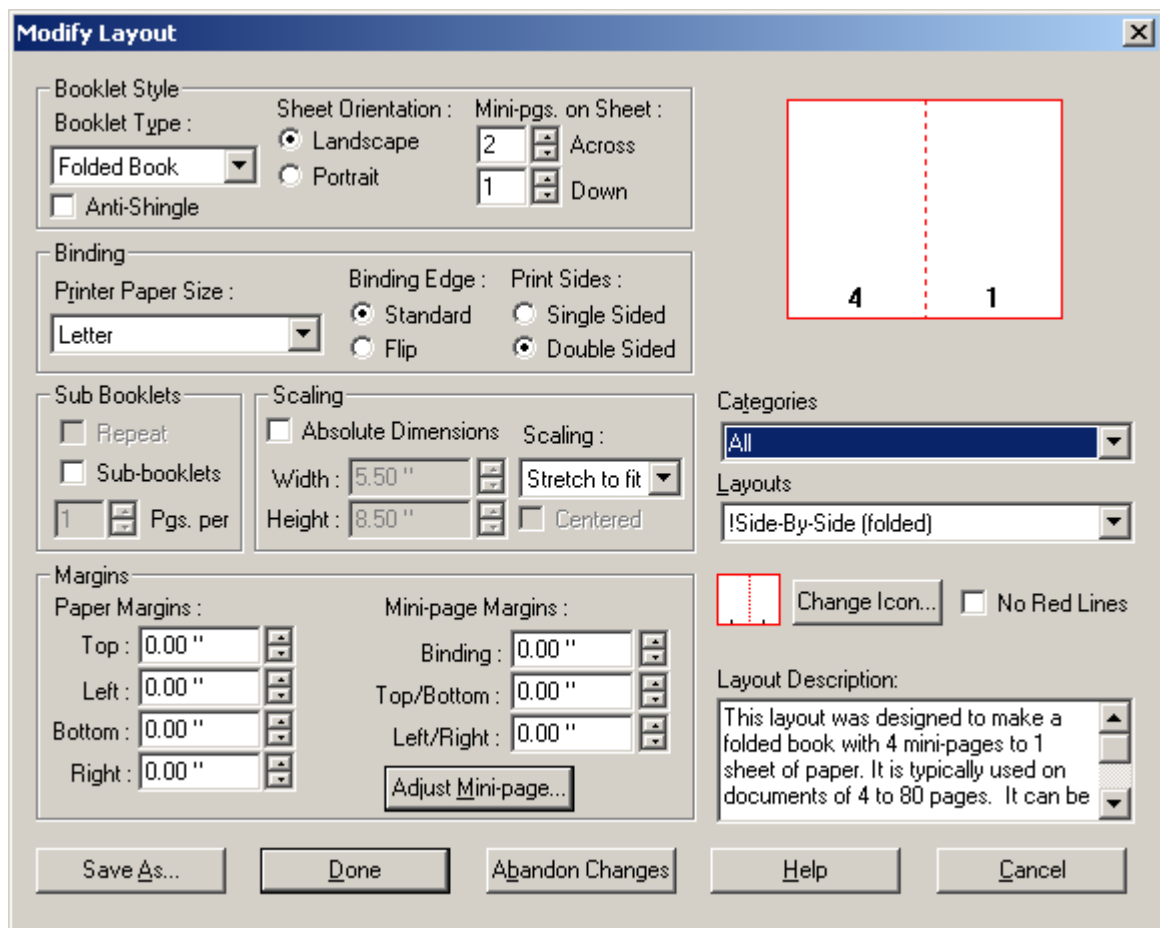 Modify Layout
Booklet Style
Booklet Type :
Folded Book
Anti-Shingle
Sheet Orientation :
Landscape
Portrait
Mini-pgs. on Sheet :
2 Across
1 Down
4 1
Binding
Printer Paper Size :
Letter
Binding Edge :
Standard
Flip
Print Sides :
Single Sided
Double Sided
Sub Booklets
Repeat
Sub-booklets
1 Pgs. per
Scaling
Absolute Dimensions
Width : 5.50 "
Height : 8.50 "
Scaling :
Stretch to fit
Centered
Categories
All
Layouts
!Side-By-Side (folded)
Change Icon...
No Red Lines
Margins
Paper Margins :
Top : 0.00 "
Left : 0.00 "
Bottom : 0.00 "
Right : 0.00 "
Mini-page Margins :
Binding : 0.00 "
Top/Bottom : 0.00 "
Left/Right : 0.00 "
Adjust Mini-page...
Layout Description:
This layout was designed to make a
folded book with 4 mini-pages to 1
sheet of paper. It is typically used on
documents of 4 to 80 pages.  It can be
Save As...
Done
Abandon Changes
Help
Cancel